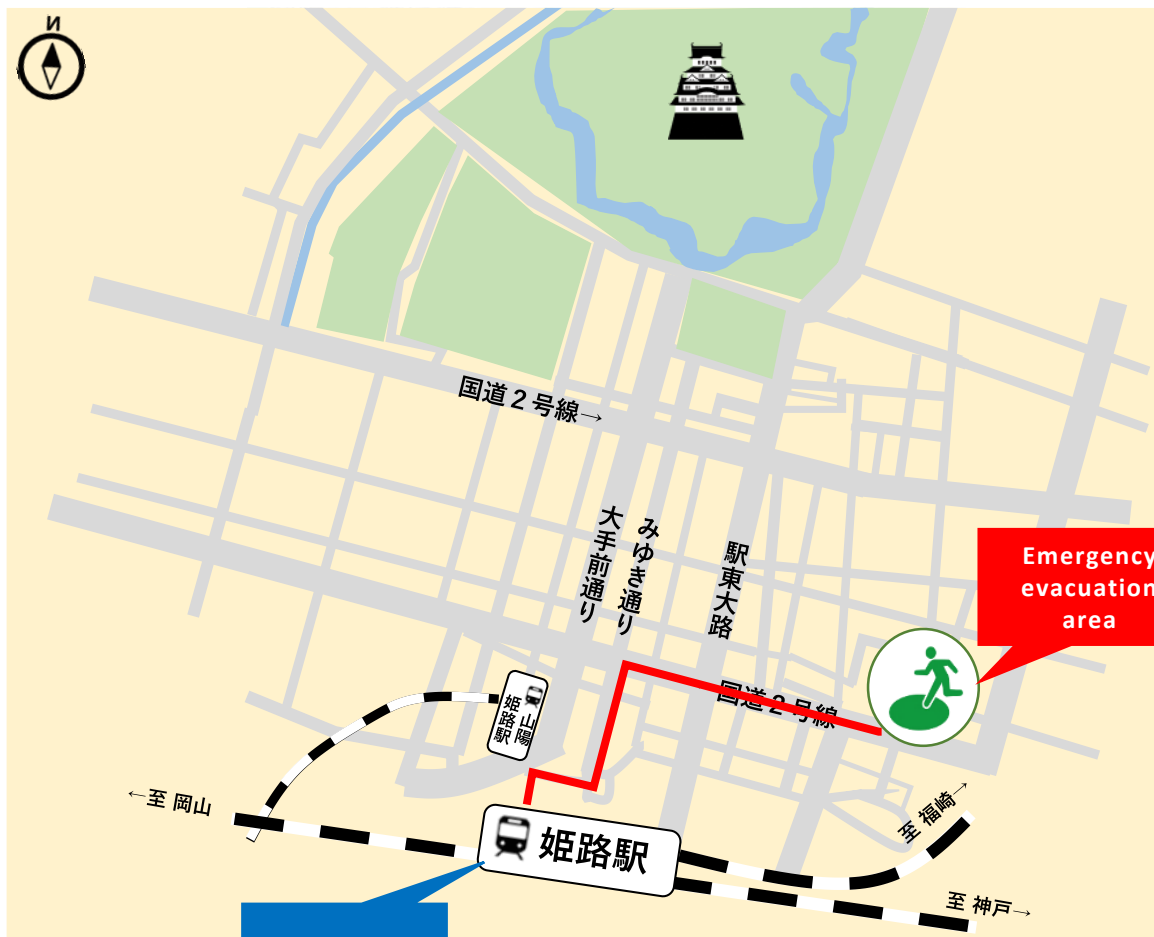 N
国道２号線→
大手前通り
みゆき通り
駅東大路
Emergency
evacuation
area
国道２号線
山陽
姫路駅
←至 岡山
姫路駅
至 福崎→
至 神戸→